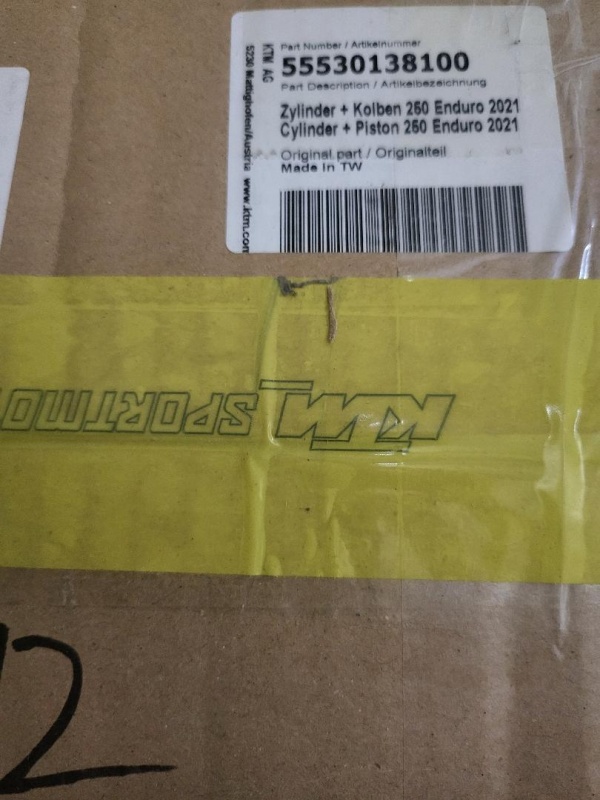 Part Number / Artikelnummer
55530138100
Part Description / Artikelbezeichnung
Zylinder + Kolben 250 Enduro 2021
Cylinder + Piston 250 Enduro 2021
Original part / Originalteil
Made in TW
KTM AG
5230 Mattighofen/Austria www.ktm.com
KTM SPORTMO
12